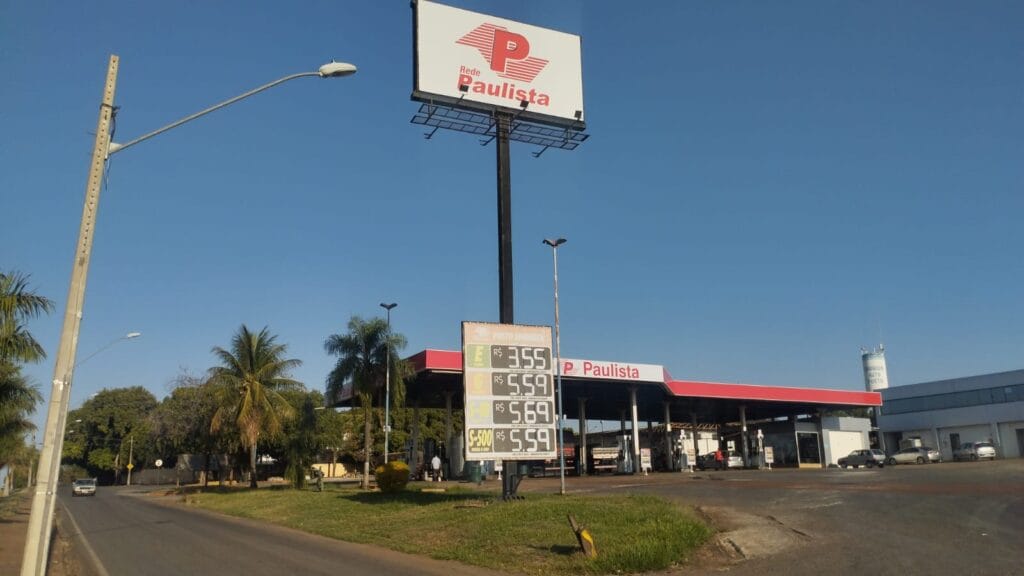 P
Rede
Paulista
E R$ 3.55
R$ 5.59
R$ 5.69
S-500 R$ 5.59
P Paulista